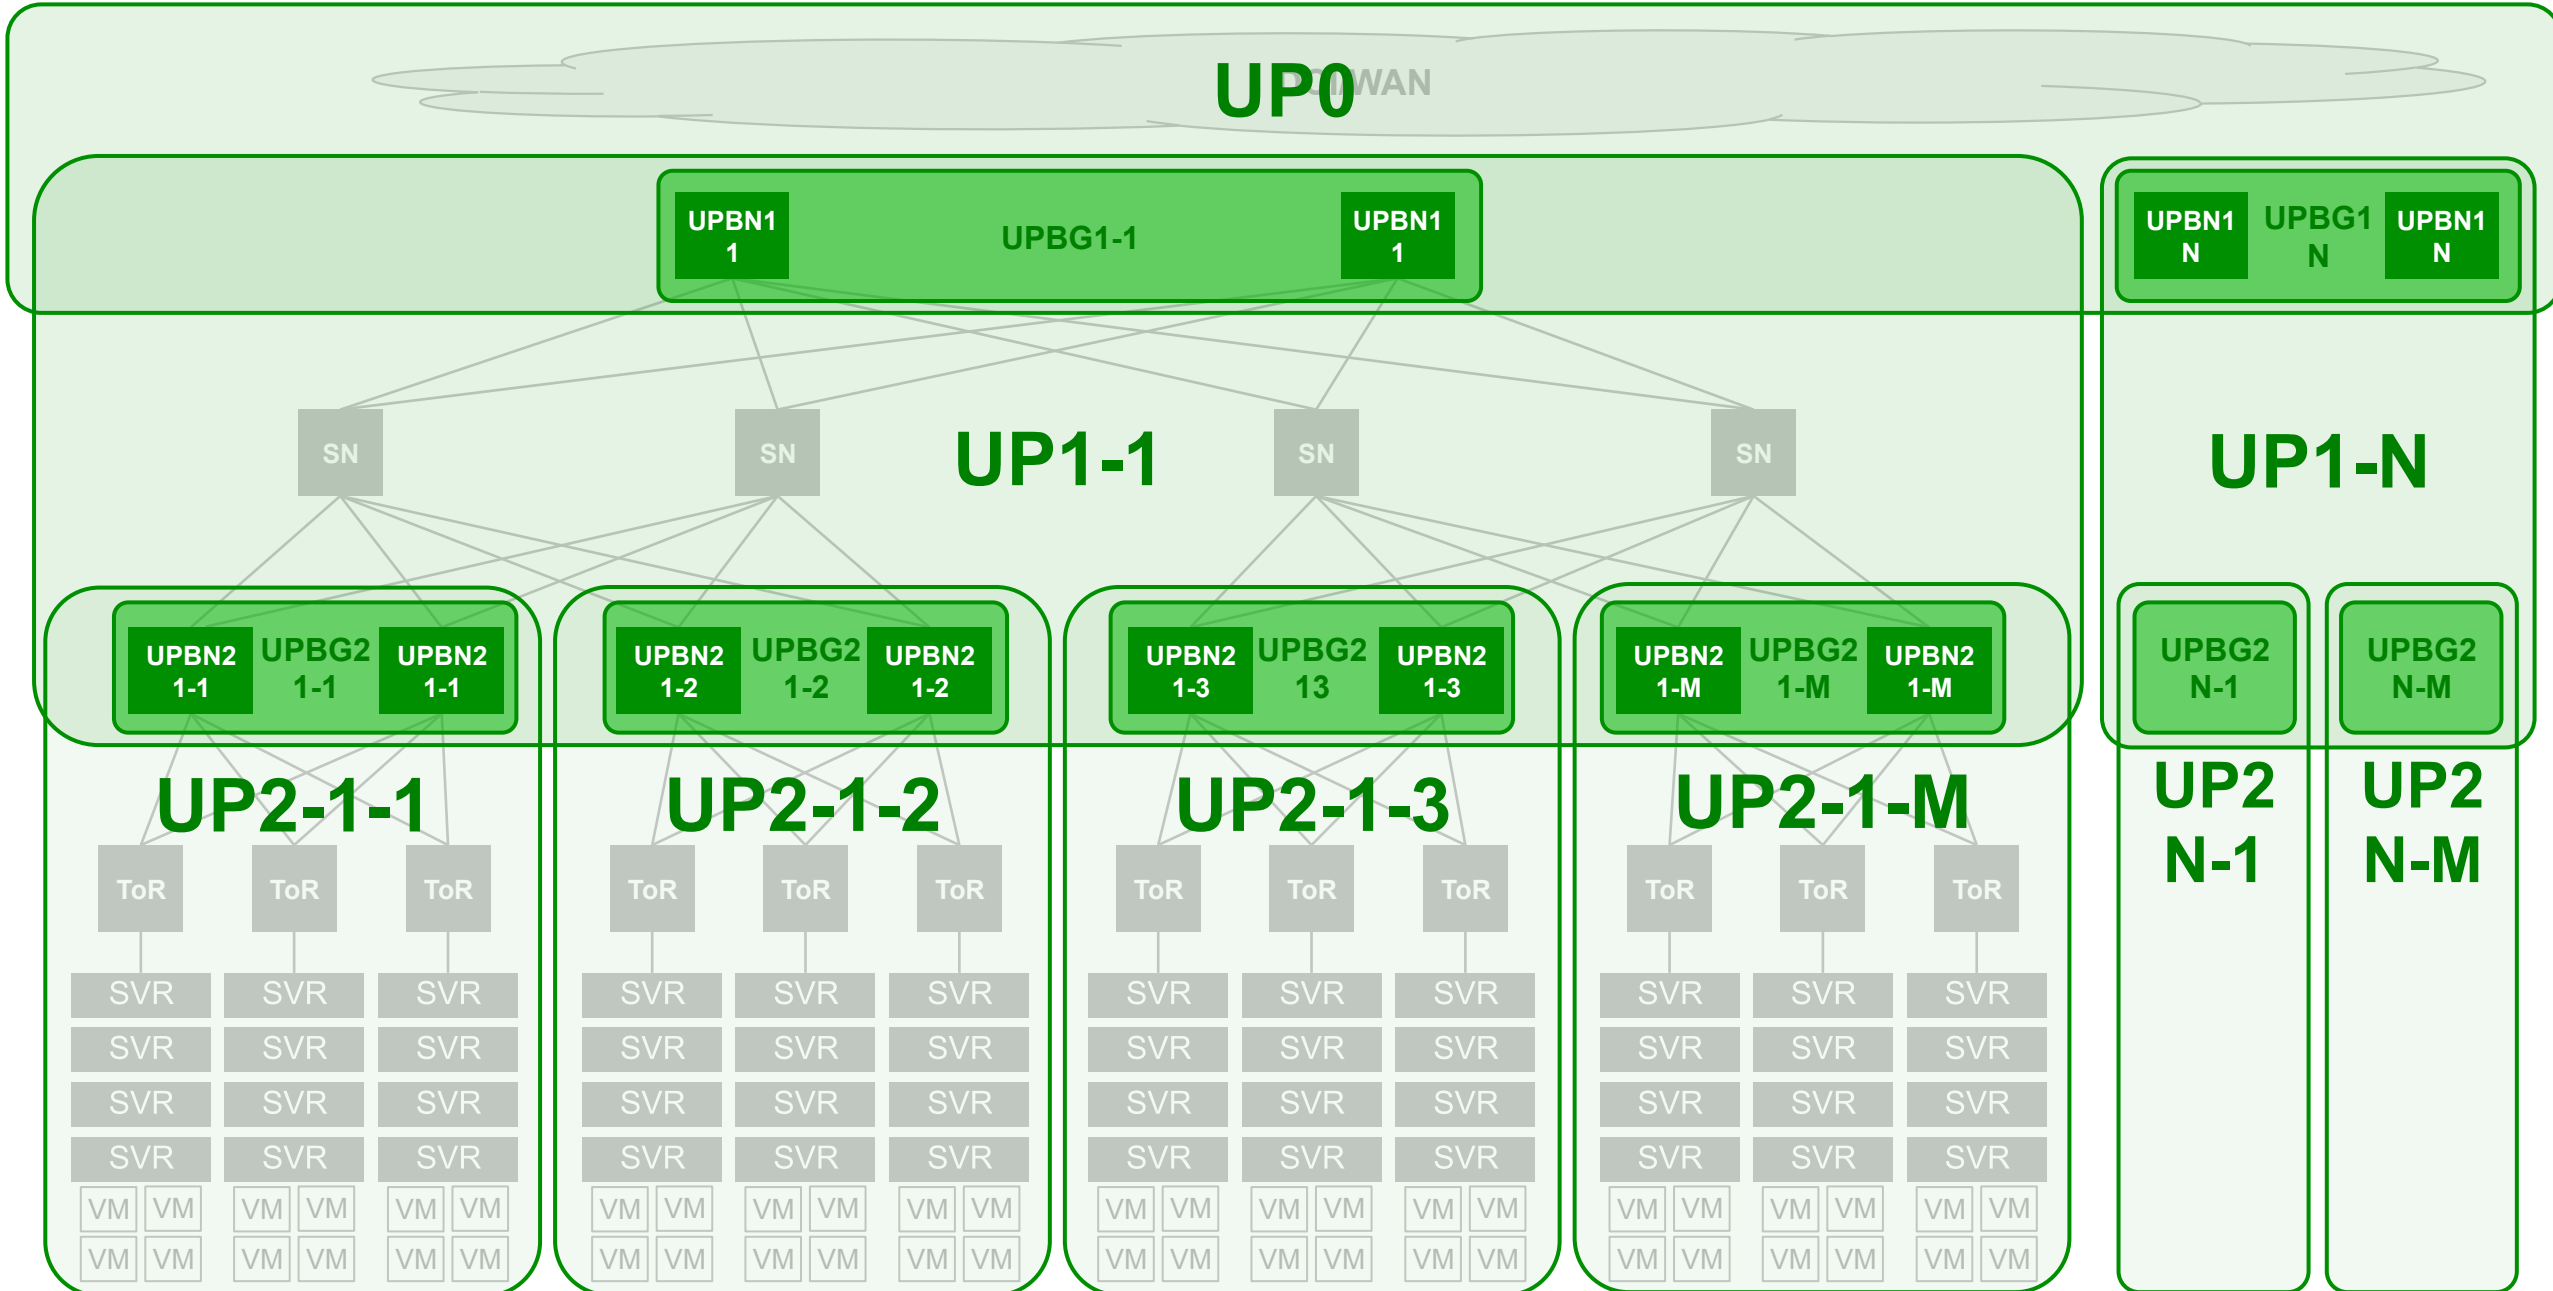 UP0
DCI/WAN
UPBN1
1
UPBG1-1
UPBN1
1
UPBN1
N
UPBG1
N
UPBN1
N
SN SN UP1-1 SN SN UP1-N
UPBN2
1-1
UPBG2
1-1
UPBN2
1-1
UPBN2
1-2
UPBG2
1-2
UPBN2
1-2
UPBN2
1-3
UPBG2
13
UPBN2
1-3
UPBN2
1-M
UPBG2
1-M
UPBN2
1-M
UPBG2
N-1
UPBG2
N-M
UP2-1-1 UP2-1-2 UP2-1-3 UP2-1-M
UP2
N-1
UP2
N-M
ToR ToR ToR ToR ToR ToR ToR ToR ToR ToR ToR ToR
SVR SVR SVR SVR SVR SVR SVR SVR SVR SVR SVR SVR
SVR SVR SVR SVR SVR SVR SVR SVR SVR SVR SVR SVR
SVR SVR SVR SVR SVR SVR SVR SVR SVR SVR SVR SVR
SVR SVR SVR SVR SVR SVR SVR SVR SVR SVR SVR SVR
VM VM VM VM VM VM VM VM VM VM VM VM VM VM VM VM VM VM VM VM VM VM VM VM
VM VM VM VM VM VM VM VM VM VM VM VM VM VM VM VM VM VM VM VM VM VM VM VM